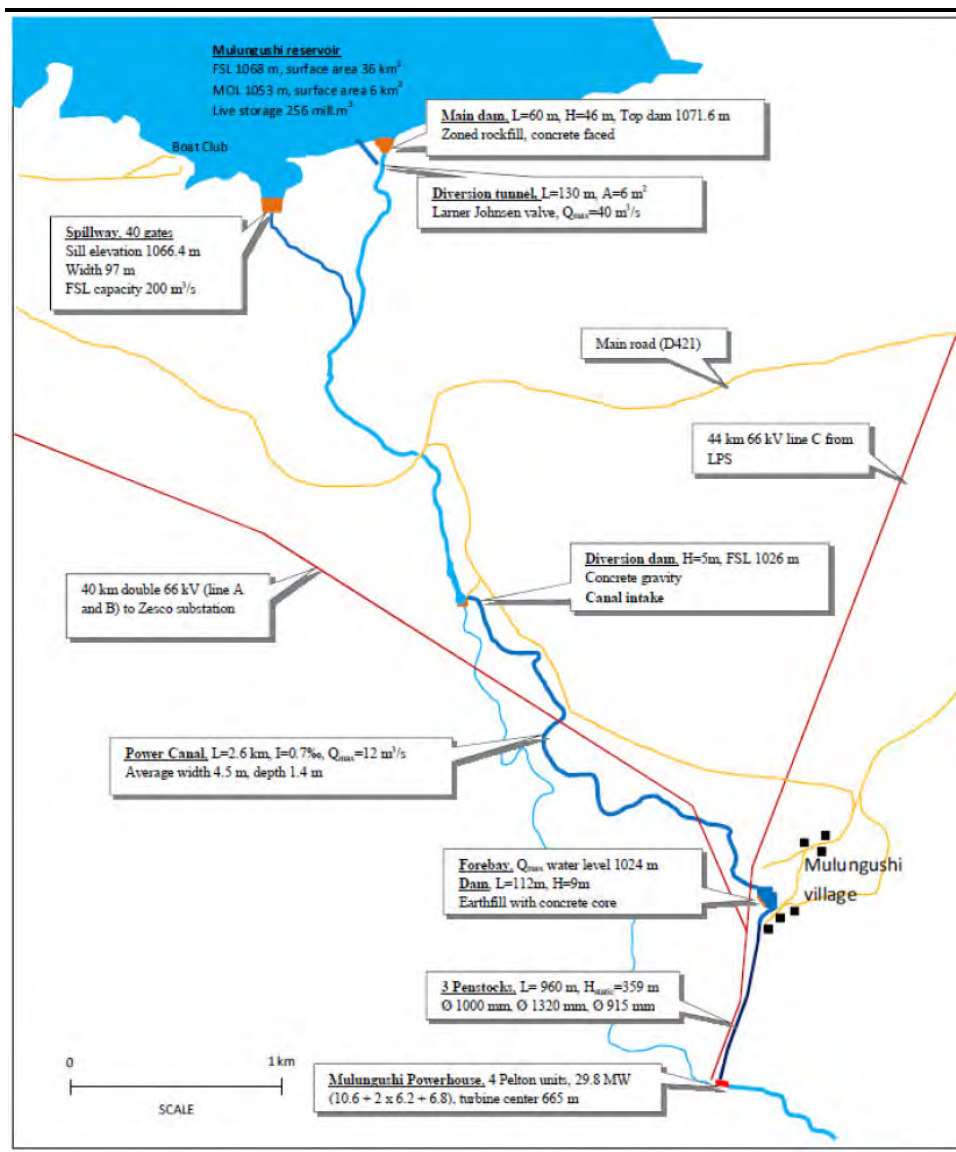 Mulungushi reservoir
FSL 1068 m, surface area 36 km²
MOL 1053 m, surface area 6 km²
Live storage 256 mill.m³
Main dam, L=60 m, H=46 m, Top dam 1071.6 m
Zoned rockfill, concrete faced
Boat Club
Diversion tunnel, L=130 m, A=6 m²
Larner Johnsen valve, Qmax=40 m³/s
Spillway, 40 gates
Sill elevation 1066.4 m
Width 97 m
FSL capacity 200 m³/s
Main road (D421)
44 km 66 kV line C from
LPS
Diversion dam, H=5m, FSL 1026 m
Concrete gravity
Canal intake
40 km double 66 kV (line A
and B) to Zesco substation
Power Canal, L=2.6 km, I=0.7‰, Qmax=12 m³/s
Average width 4.5 m, depth 1.4 m
Forebay, Qmax water level 1024 m
Dam, L=112m, H=9m
Earthfill with concrete core
Mulungushi
village
3 Penstocks, L= 960 m, Hstatic=359 m
Ø 1000 mm, Ø 1320 mm, Ø 915 mm
0 1 km
SCALE
Mulungushi Powerhouse, 4 Pelton units, 29.8 MW
(10.6 + 2 x 6.2 + 6.8), turbine center 665 m